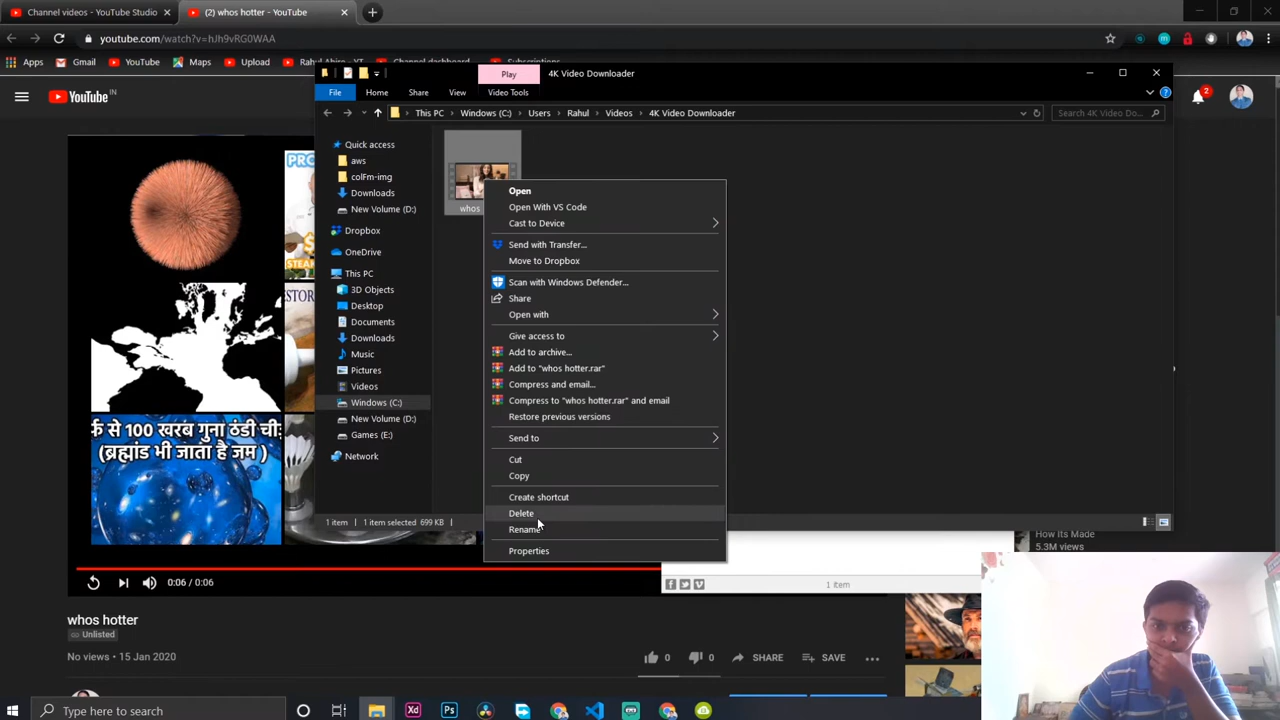 Channel videos - YouTube Studio
(2) whos hotter - YouTube
youtube.com/watch?v=hJh9vRG0WAA
Apps
Gmail
YouTube
Maps
Upload
YouTube IN
2
Play
4K Video Downloader
File
Home
Share
View
Video Tools
This PC > Windows (C:) > Users > Rahul > Videos > 4K Video Downloader
Search 4K Video Do...
Quick access
aws
colFm-img
Downloads
New Volume (D:)
Dropbox
OneDrive
This PC
3D Objects
Desktop
Documents
Downloads
Music
Pictures
Videos
Windows (C:)
New Volume (D:)
Games (E:)
Network
whos
Open
Open With VS Code
Cast to Device
Send with Transfer...
Move to Dropbox
Scan with Windows Defender...
Share
Open with
Give access to
Add to archive...
Add to "whos hotter.rar"
Compress and email...
Compress to "whos hotter.rar" and email
Restore previous versions
Send to
Cut
Copy
Create shortcut
Delete
Rename
Properties
1 item
1 item selected 699 KB
र्फ से 100 खरब गुना ठंडी ची
(ब्रह्मांड भी जाता है जम )
How Its Made
5.3M views
1 item
0:06 / 0:06
whos hotter
Unlisted
No views • 15 Jan 2020
0
0
SHARE
SAVE
Type here to search